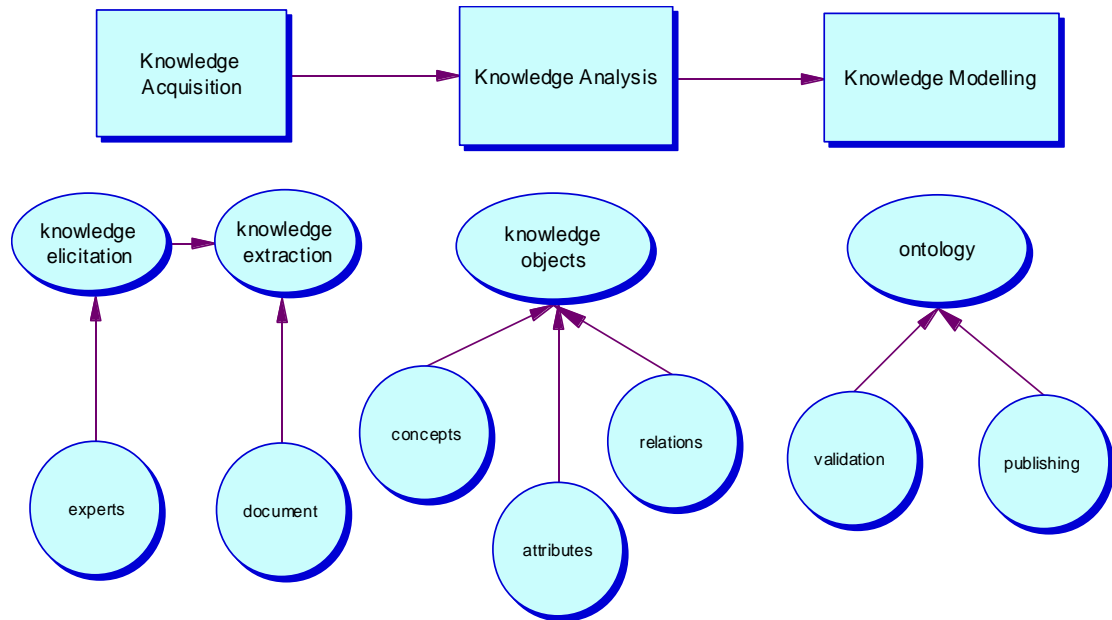 Knowledge
Acquisition
Knowledge Analysis
Knowledge Modelling
knowledge
elicitation
knowledge
extraction
knowledge
objects
ontology
concepts
relations
validation
publishing
experts
document
attributes